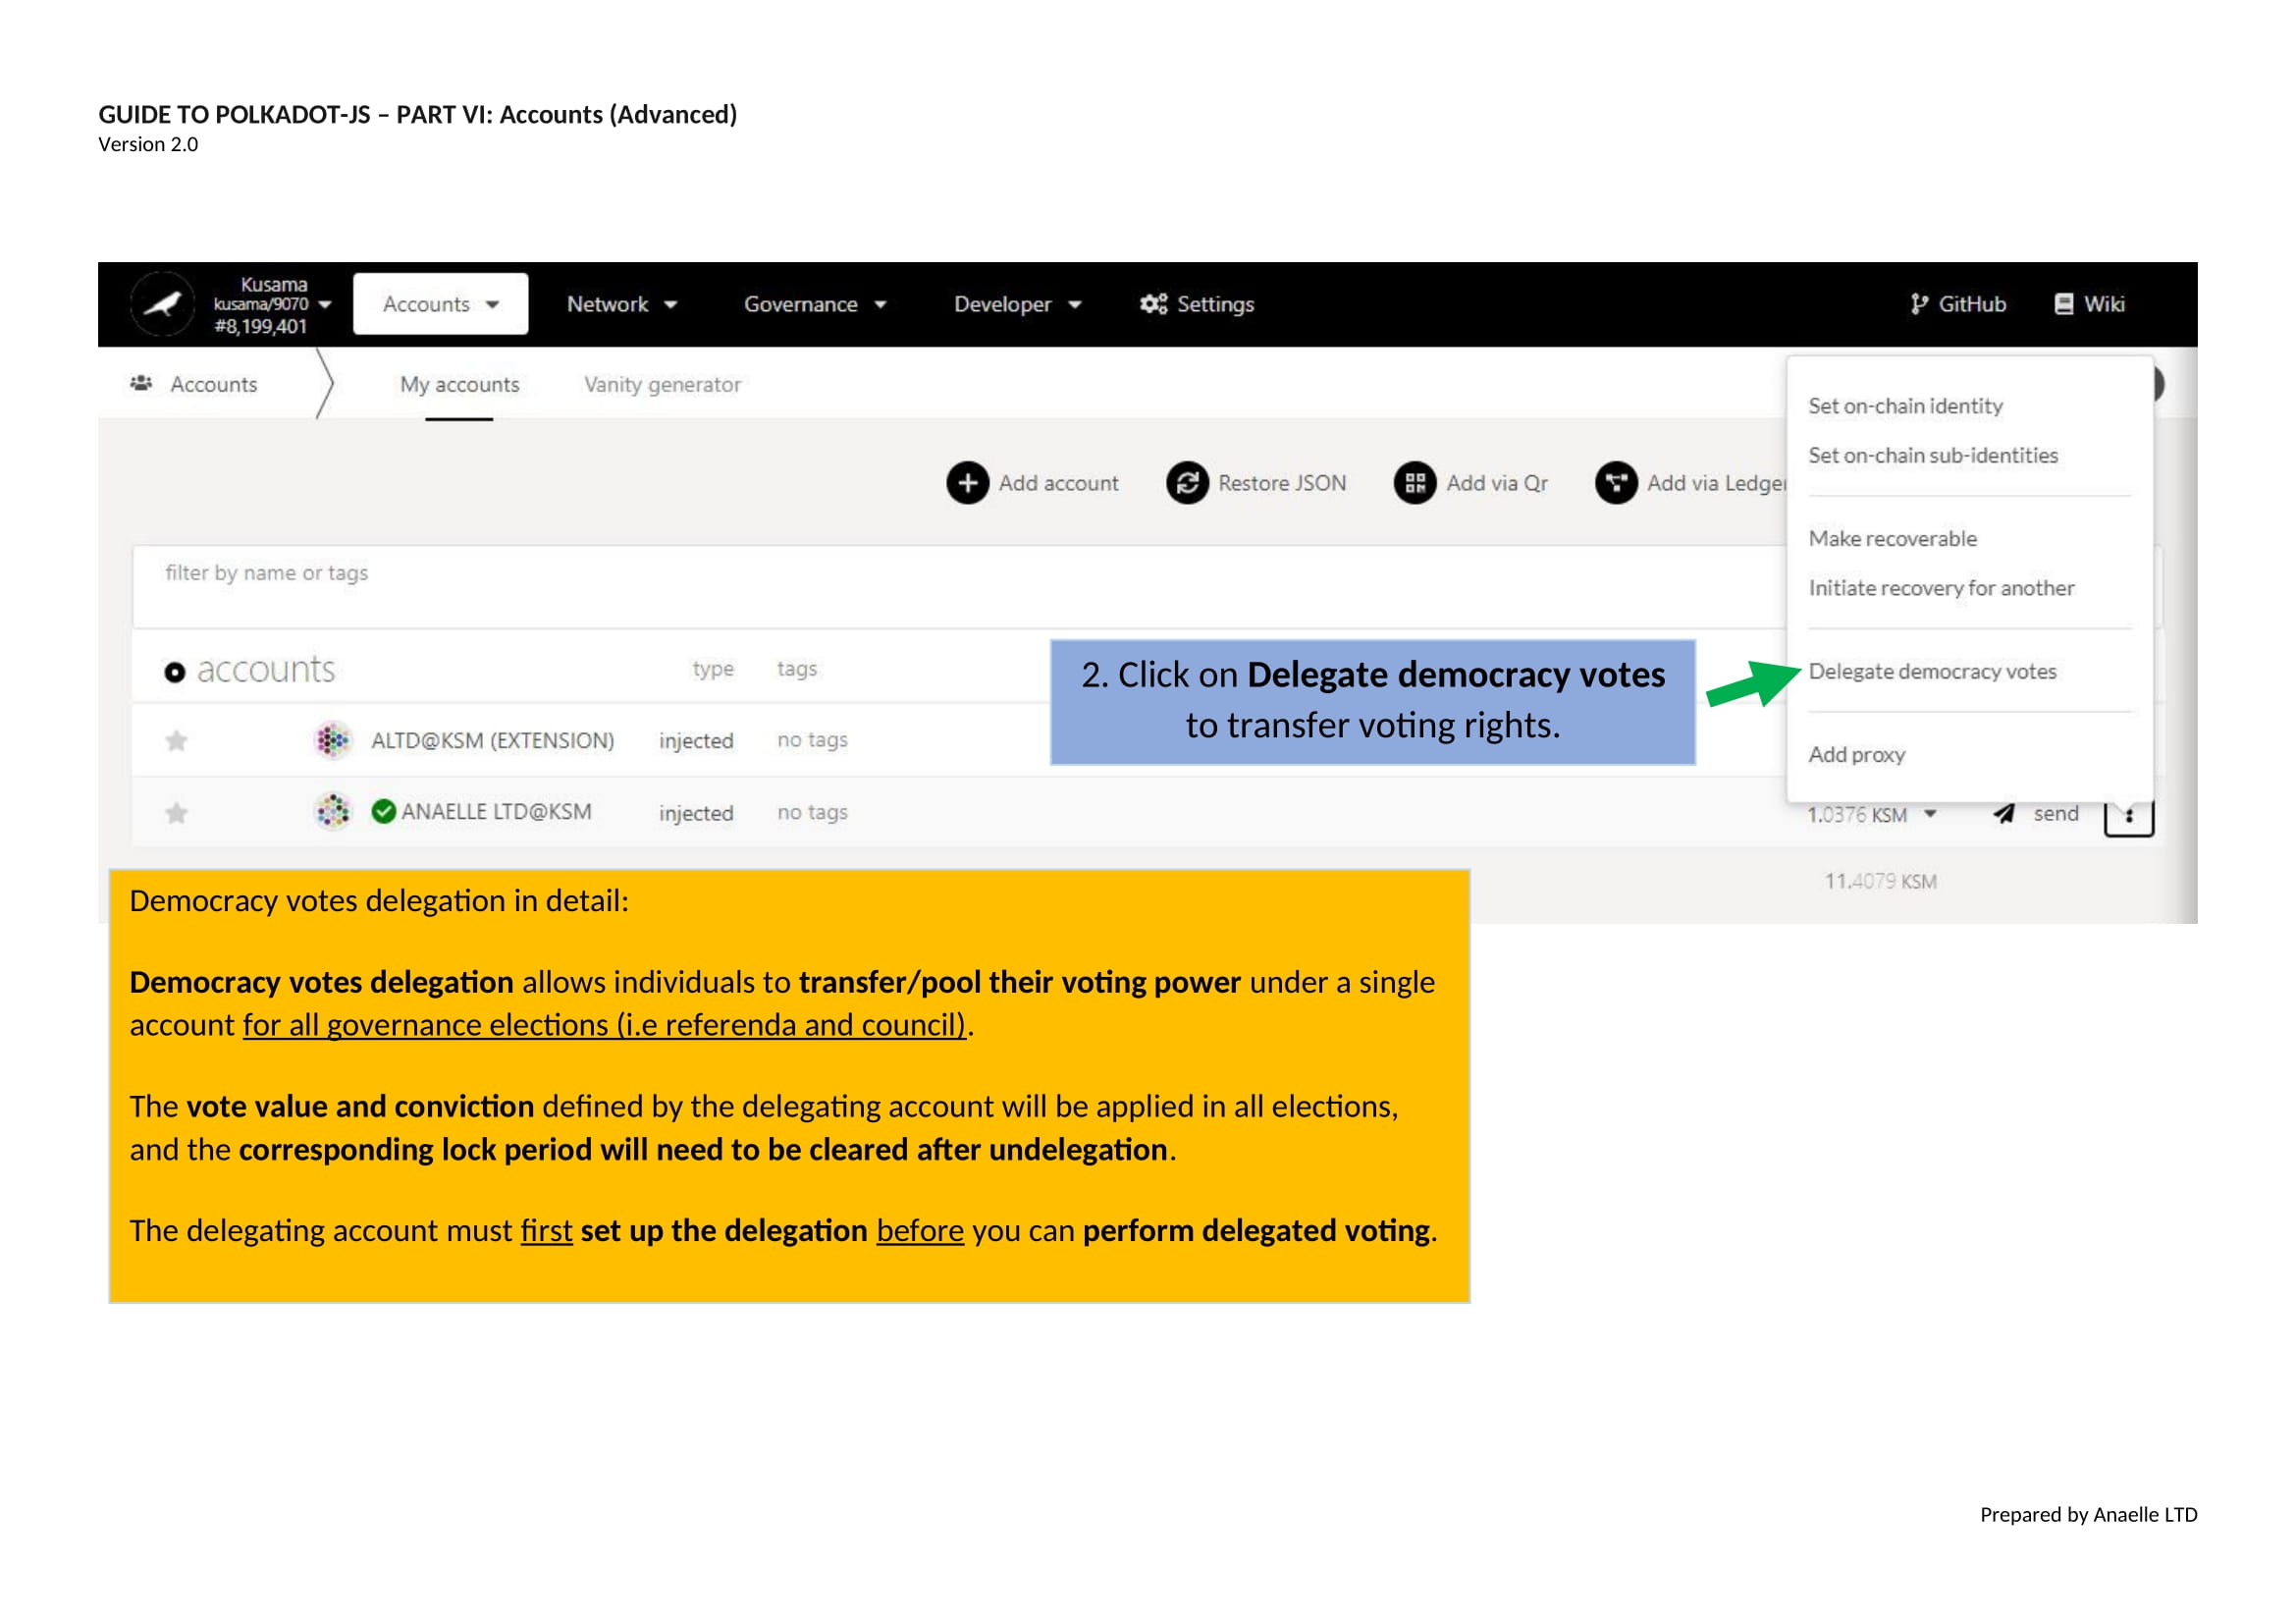 GUIDE TO POLKADOT-JS – PART VI: Accounts (Advanced)
Version 2.0
Kusama
kusama/9070
#8,199,401
Accounts
Network
Governance
Developer
Settings
GitHub
Wiki
Accounts
My accounts
Vanity generator
Set on-chain identity
Set on-chain sub-identities
Add account
Restore JSON
Add via Qr
Add via Ledger
Make recoverable
Initiate recovery for another
filter by name or tags
accounts type tags
2. Click on Delegate democracy votes
to transfer voting rights.
Delegate democracy votes
Add proxy
ALTD@KSM (EXTENSION) injected no tags
ANAELLE LTD@KSM injected no tags
1.0376 KSM send
11.4079 KSM
Democracy votes delegation in detail:
Democracy votes delegation allows individuals to transfer/pool their voting power under a single
account for all governance elections (i.e referenda and council).
The vote value and conviction defined by the delegating account will be applied in all elections,
and the corresponding lock period will need to be cleared after undelegation.
The delegating account must first set up the delegation before you can perform delegated voting.
Prepared by Anaelle LTD